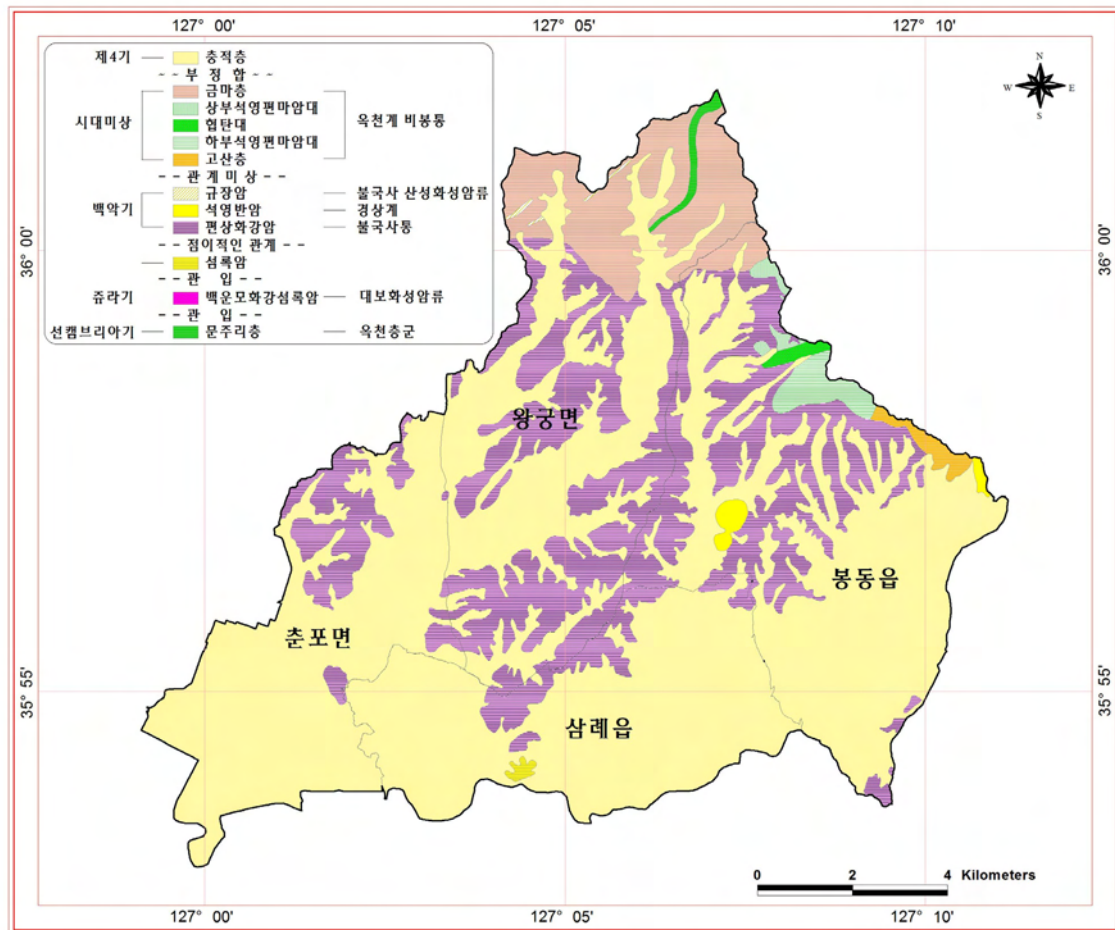 127° 00'
127° 05'
127° 10'
제4기 충적층
-- 부 정 합 --
금마층
상부석영편마암대
시대미상 협탄대 옥천계 비봉통
하부석영편마암대
고산층
-- 관 계 미 상 --
규장암 불국사 산성화성암류
백악기 석영반암 경상계
편상화강암 불국사통
--점이적인 관계 --
섬록암
-- 관 입 --
쥬라기 백운모화강섬록암 대보화성암류
-- 관 입 --
선캠브리아기 문주리층 옥천층군
N
W E
S
36° 00'
36° 00'
왕궁면
봉동읍
춘포면
35° 55'
35° 55'
삼례읍
0 2 4 Kilometers
127° 00'
127° 05'
127° 10'